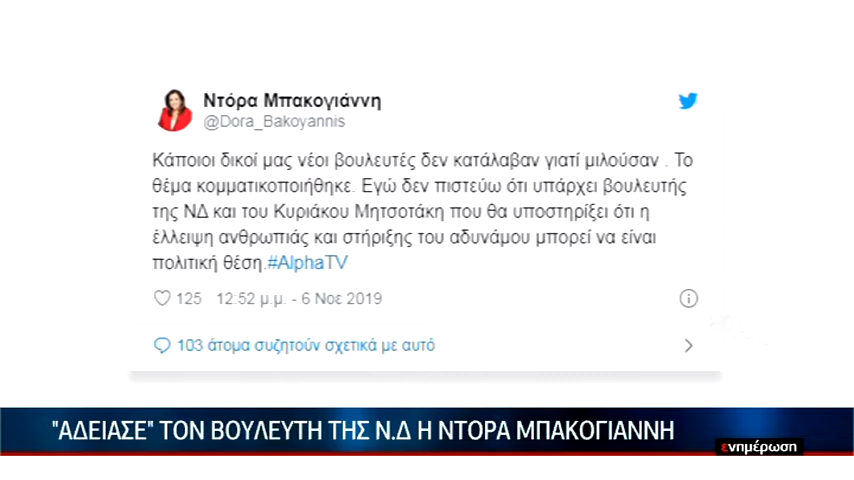 Ντόρα Μπακογιάννη
@Dora_Bakoyannis
Κάποιοι δικοί μας νέοι βουλευτές δεν κατάλαβαν γιατί μιλούσαν . Το
θέμα κομματικοποιήθηκε. Εγώ δεν πιστεύω ότι υπάρχει βουλευτής
της ΝΔ και του Κυριάκου Μητσοτάκη που θα υποστηρίξει ότι η
έλλειψη ανθρωπιάς και στήριξης του αδυνάμου μπορεί να είναι
πολιτική θέση.#AlphaTV
125 12:52 μ.μ. - 6 Νοε 2019
103 άτομα συζητούν σχετικά με αυτό
"ΑΔΕΙΑΣΕ" ΤΟΝ ΒΟΥΛΕΥΤΗ ΤΗΣ Ν.Δ Η ΝΤΟΡΑ ΜΠΑΚΟΓΙΑΝΝΗ
ενημέρωση